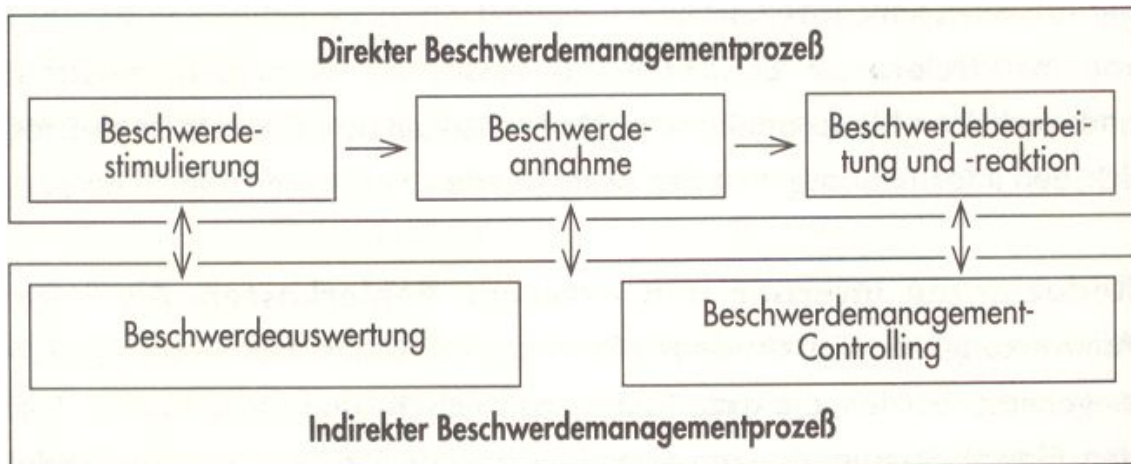 Direkter Beschwerdemanagementprozeß
Beschwerde-
stimulierung
Beschwerde-
annahme
Beschwerdebearbei-
tung und -reaktion
Beschwerdeauswertung
Beschwerdemanagement-
Controlling
Indirekter Beschwerdemanagementprozeß